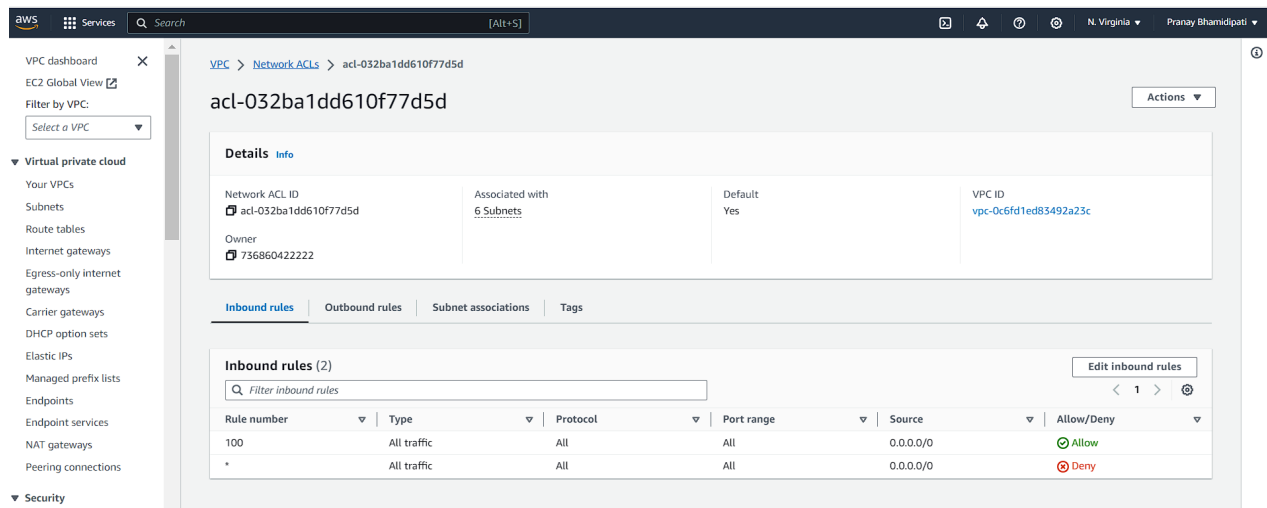 aws Services Search [Alt+S] N. Virginia Pranay Bhamidipati
VPC dashboard
EC2 Global View
Filter by VPC:
Select a VPC
Virtual private cloud
Your VPCs
Subnets
Route tables
Internet gateways
Egress-only internet
gateways
Carrier gateways
DHCP option sets
Elastic IPs
Managed prefix lists
Endpoints
Endpoint services
NAT gateways
Peering connections
Security
VPC > Network ACLs > acl-032ba1dd610f77d5d
acl-032ba1dd610f77d5d
Actions
Details Info
Network ACL ID
acl-032ba1dd610f77d5d
Owner
736860422222
Associated with
6 Subnets
Default
Yes
VPC ID
vpc-0c6fd1ed83492a23c
Inbound rules Outbound rules Subnet associations Tags
Inbound rules (2)
Edit inbound rules
Filter inbound rules
< 1 >
Rule number Type Protocol Port range Source Allow/Deny
100 All traffic All All 0.0.0.0/0 Allow
* All traffic All All 0.0.0.0/0 Deny